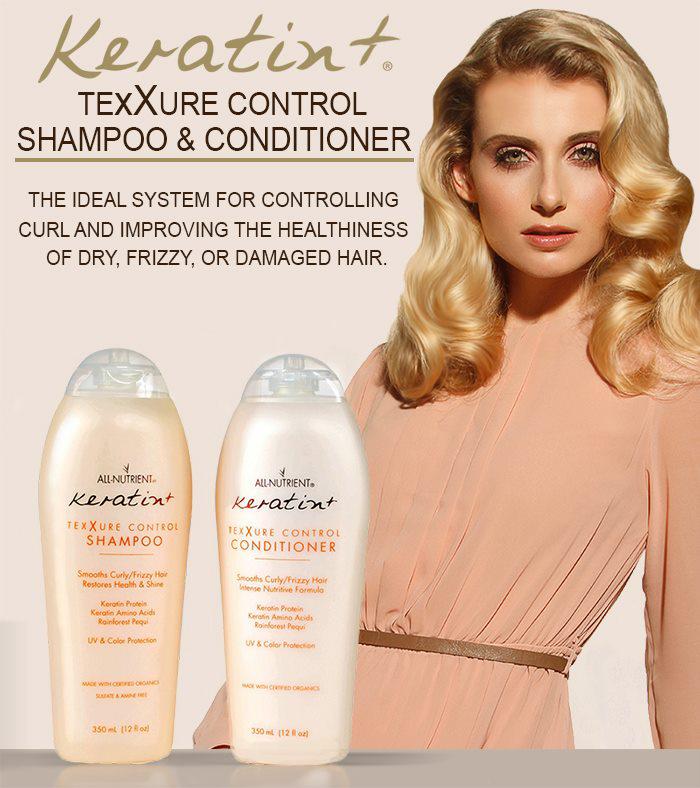 Keratin+®
TEXXURE CONTROL
SHAMPOO & CONDITIONER
THE IDEAL SYSTEM FOR CONTROLLING
CURL AND IMPROVING THE HEALTHINESS
OF DRY, FRIZZY, OR DAMAGED HAIR.
ALL-NUTRIENT®
Keratin+
TEXXURE CONTROL
SHAMPOO
Smooths Curly/Frizzy Hair
Restores Health & Shine
Keratin Protein
Keratin Amino Acids
Rainforest Pequi
UV & Color Protection
MADE WITH CERTIFIED ORGANICS
SULFATE & AMINE FREE
350 mL (12 fl oz)
ALL-NUTRIENT®
Keratin+
TEXXURE CONTROL
CONDITIONER
Smooths Curly/Frizzy Hair
Intense Nutritive Formula
Keratin Protein
Keratin Amino Acids
Rainforest Pequi
UV & Color Protection
MADE WITH CERTIFIED ORGANICS
350 mL (12 fl oz)